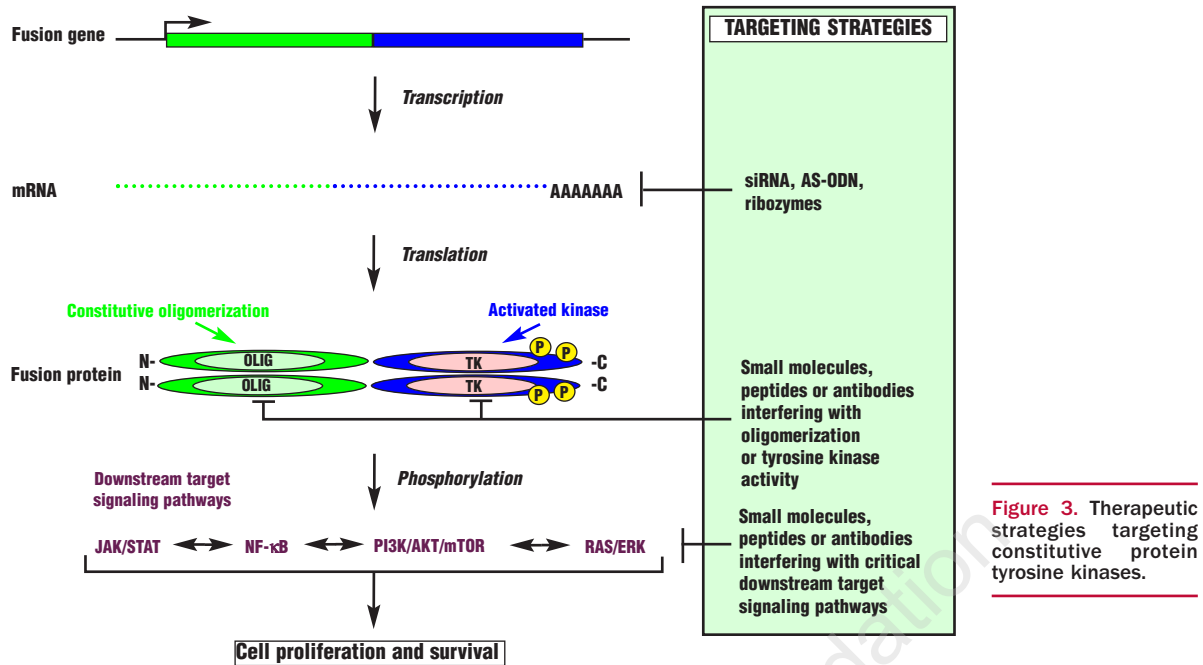 TARGETING STRATEGIES
Fusion gene
Transcription
mRNA
AAAAAAA
siRNA, AS-ODN,
ribozymes
Translation
Constitutive oligomerization
Activated kinase
Fusion protein
N-
OLIG
TK
P
P
-C
N-
OLIG
TK
P
P
-C
Small molecules,
peptides or antibodies
interfering with
oligomerization
or tyrosine kinase
activity
Phosphorylation
Downstream target
signaling pathways
JAK/STAT
NF-κB
PI3K/AKT/mTOR
RAS/ERK
Small molecules,
peptides or antibodies
interfering with critical
downstream target
signaling pathways
Cell proliferation and survival
Figure 3. Therapeutic
strategies targeting
constitutive protein
tyrosine kinases.